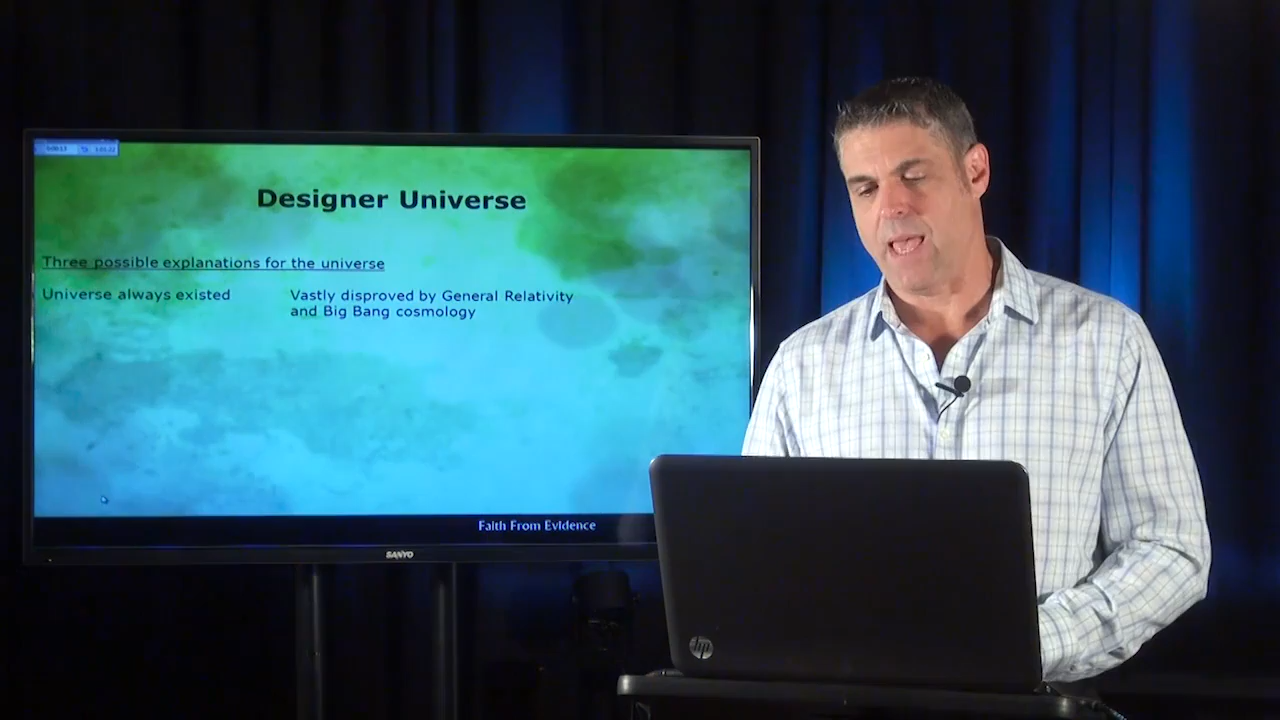 Designer Universe
Three possible explanations for the universe
Universe always existed
Vastly disproved by General Relativity
and Big Bang cosmology
Faith From Evidence
SANYO
hp